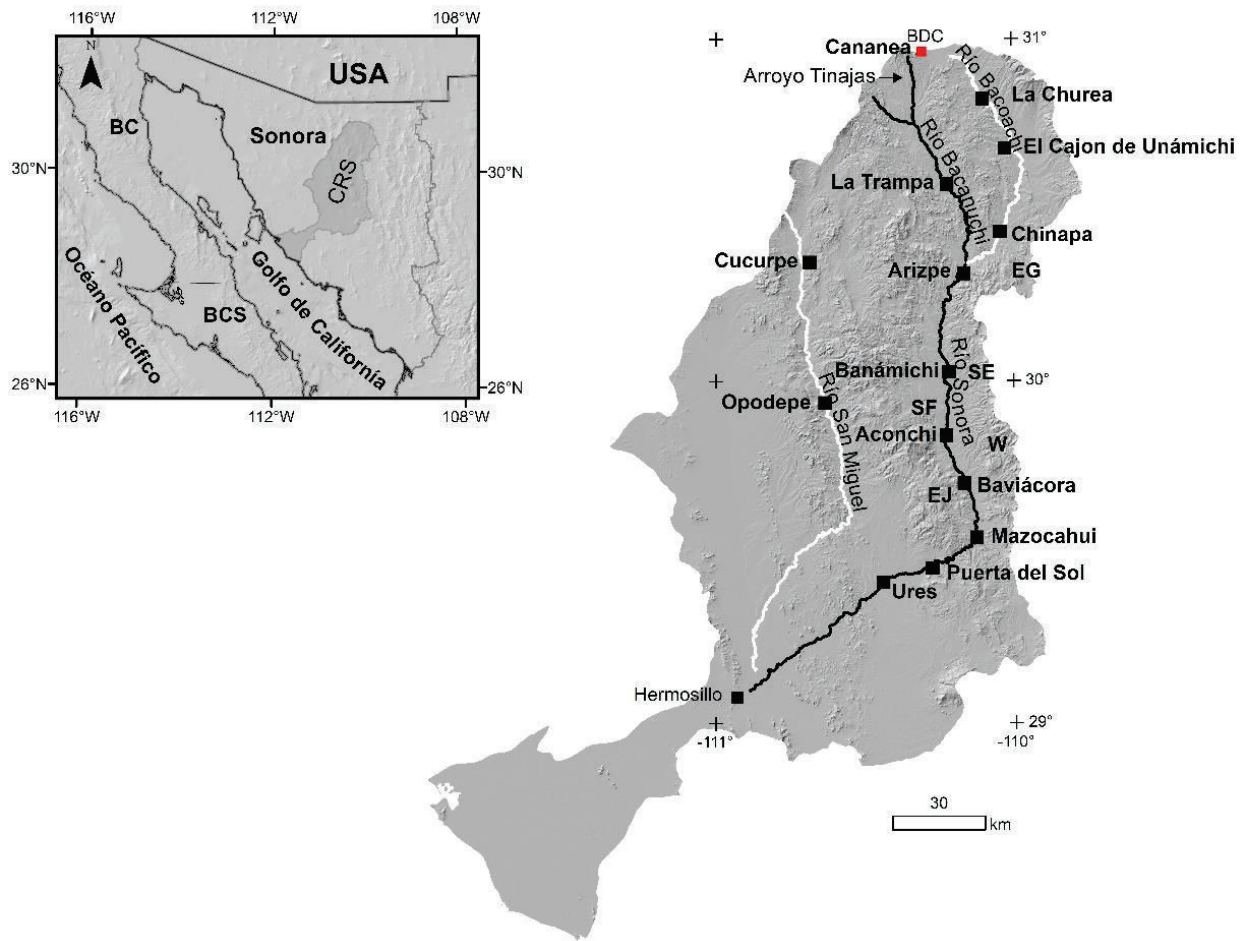 116°W
112°W
108°W
N
USA
BC
Sonora
30°N
30°N
CRS
Golfo de California
Océano Pacífico
BCS
26°N
26°N
116°W
112°W
108°W
BDC
31°
Cananea
Río Bacoachi
Arroyo Tinajas
La Churea
Río Bacanuchi
El Cajon de Unámichi
La Trampa
Chinapa
Cucurpe
Arizpe
EG
Río Sonora
Banámichi
SE
30°
Río San Miguel
Opodepe
SF
Aconchi
W
EJ
Baviácora
Mazocahui
Puerta del Sol
Ures
Hermosillo
29°
-111°
-110°
30
km